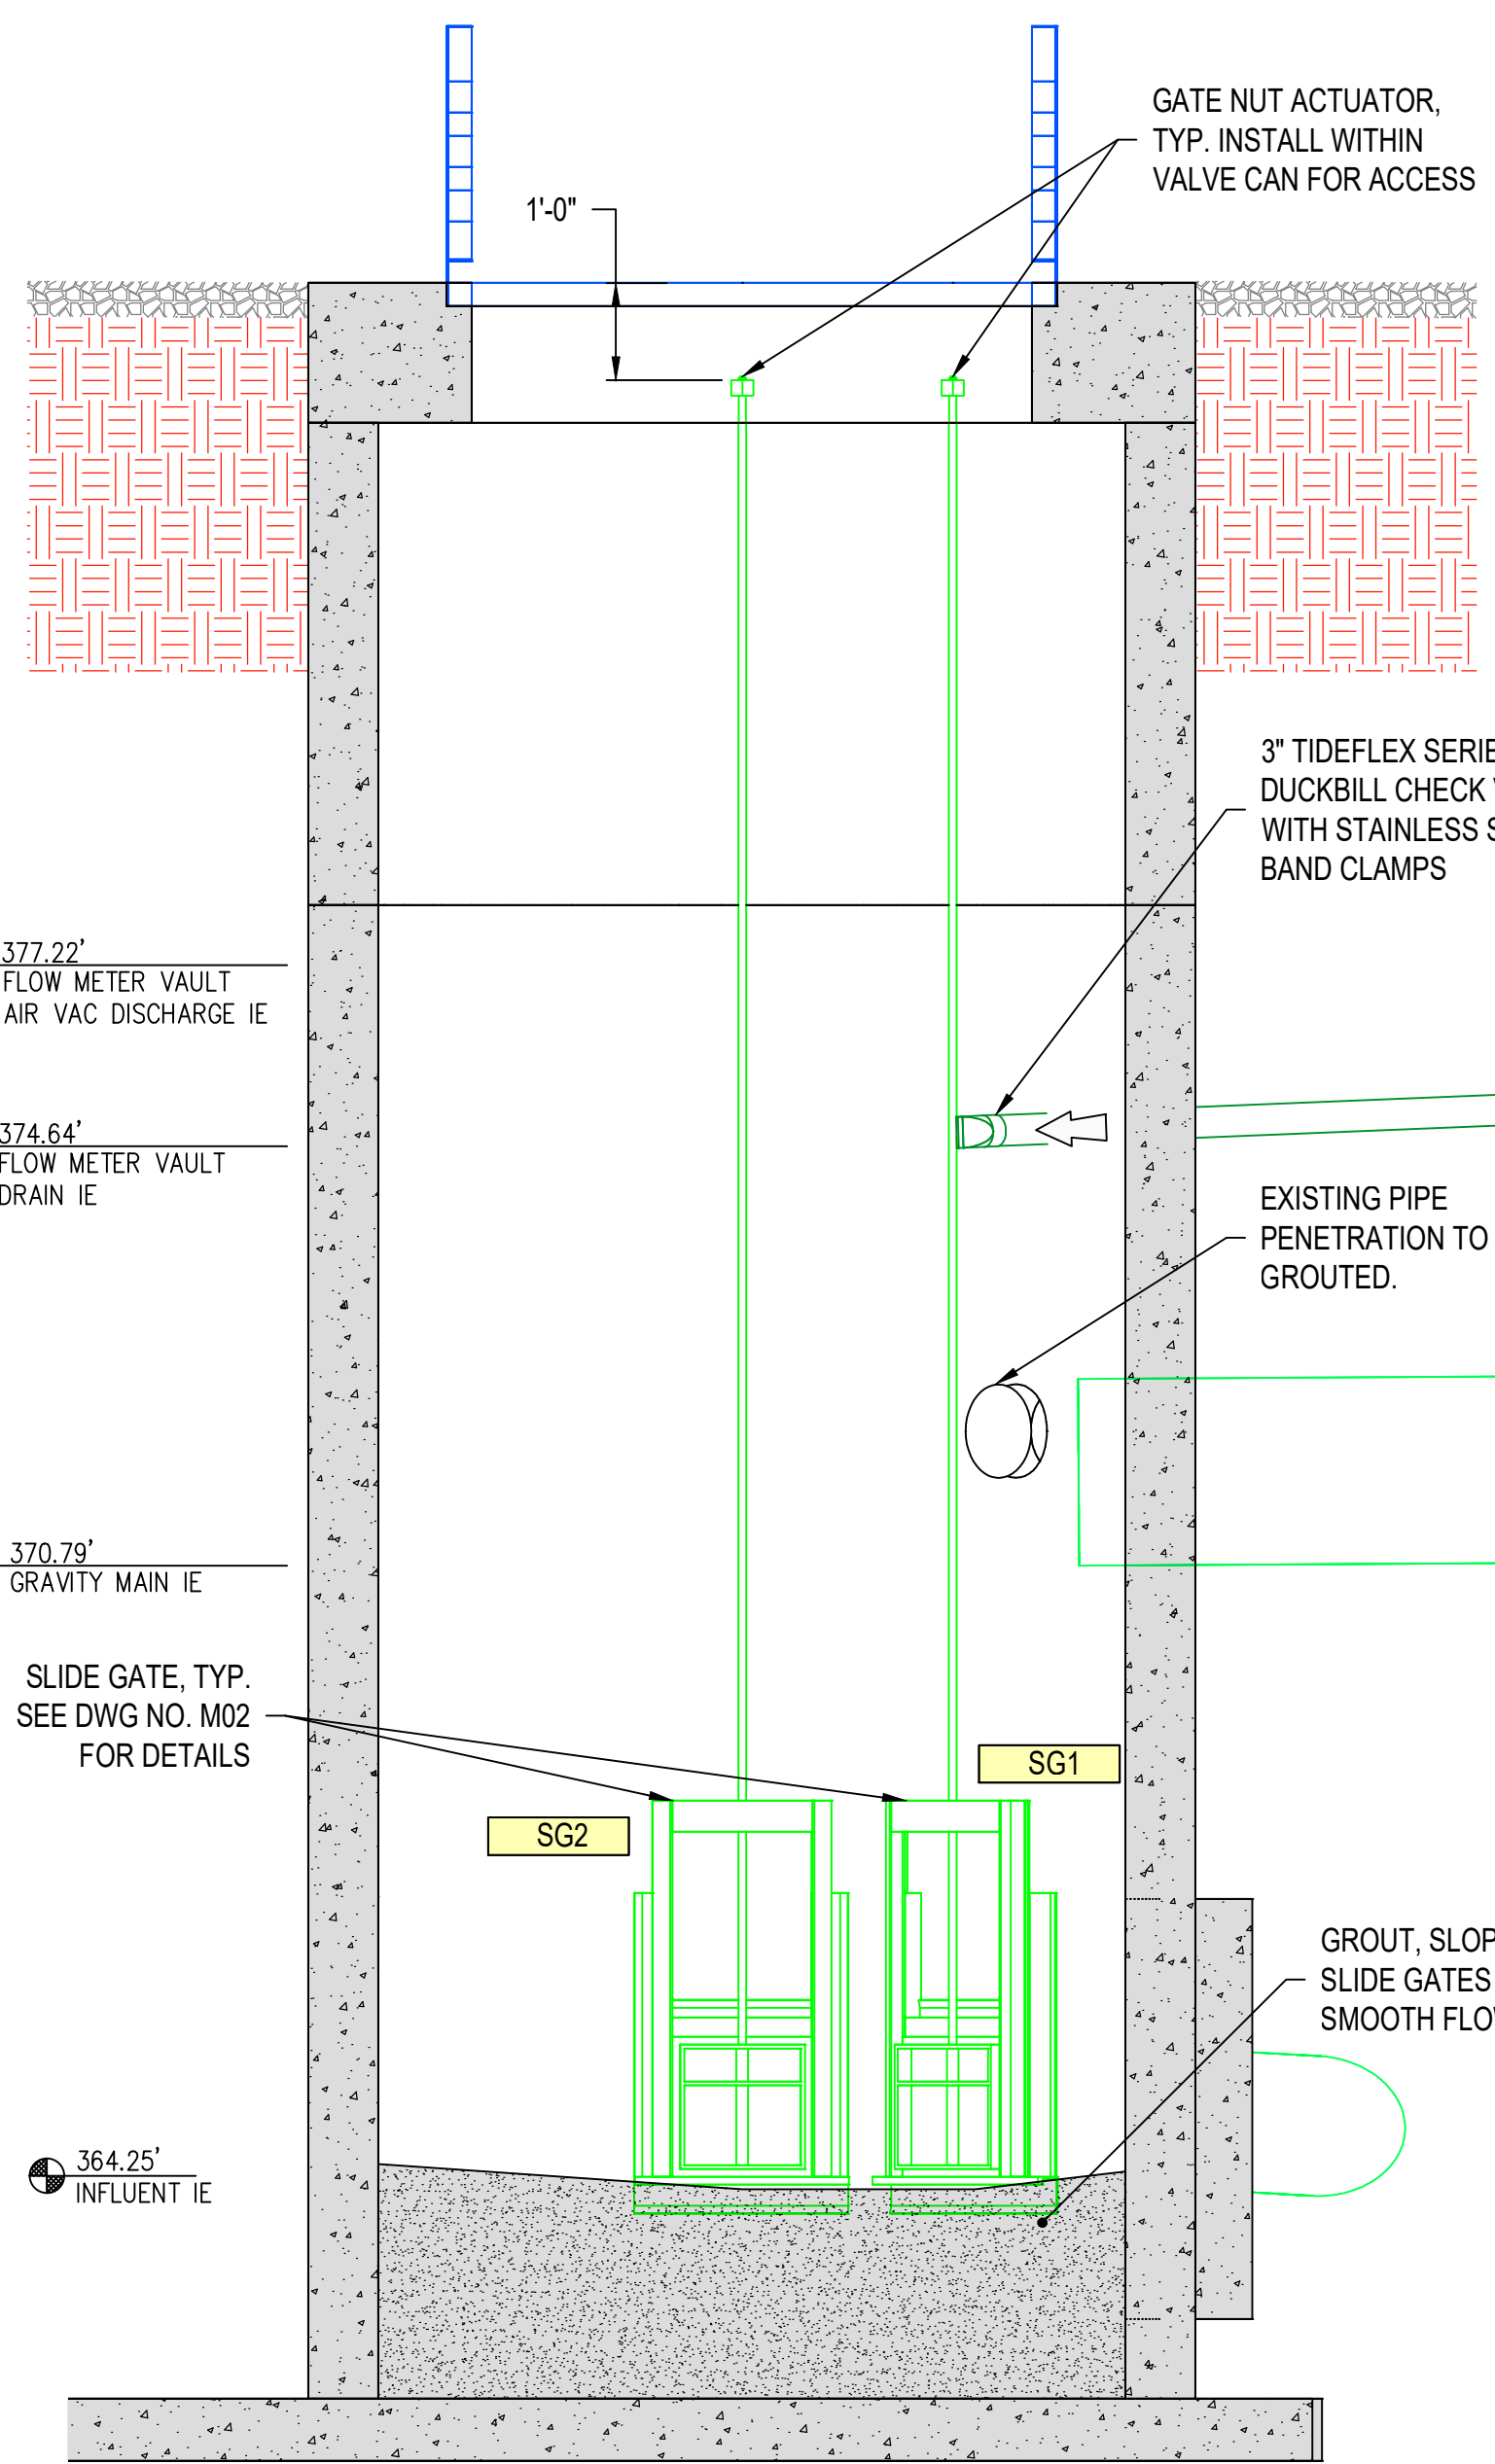 GATE NUT ACTUATOR,
TYP. INSTALL WITHIN
VALVE CAN FOR ACCESS
1'-0"
3" TIDEFLEX SERIE
DUCKBILL CHECK
WITH STAINLESS S
BAND CLAMPS
377.22'
FLOW METER VAULT
AIR VAC DISCHARGE IE
374.64'
FLOW METER VAULT
DRAIN IE
EXISTING PIPE
PENETRATION TO
GROUTED.
370.79'
GRAVITY MAIN IE
SLIDE GATE, TYP.
SEE DWG NO. M02
FOR DETAILS
SG1
SG2
GROUT, SLOP
SLIDE GATES
SMOOTH FLO
364.25'
INFLUENT IE